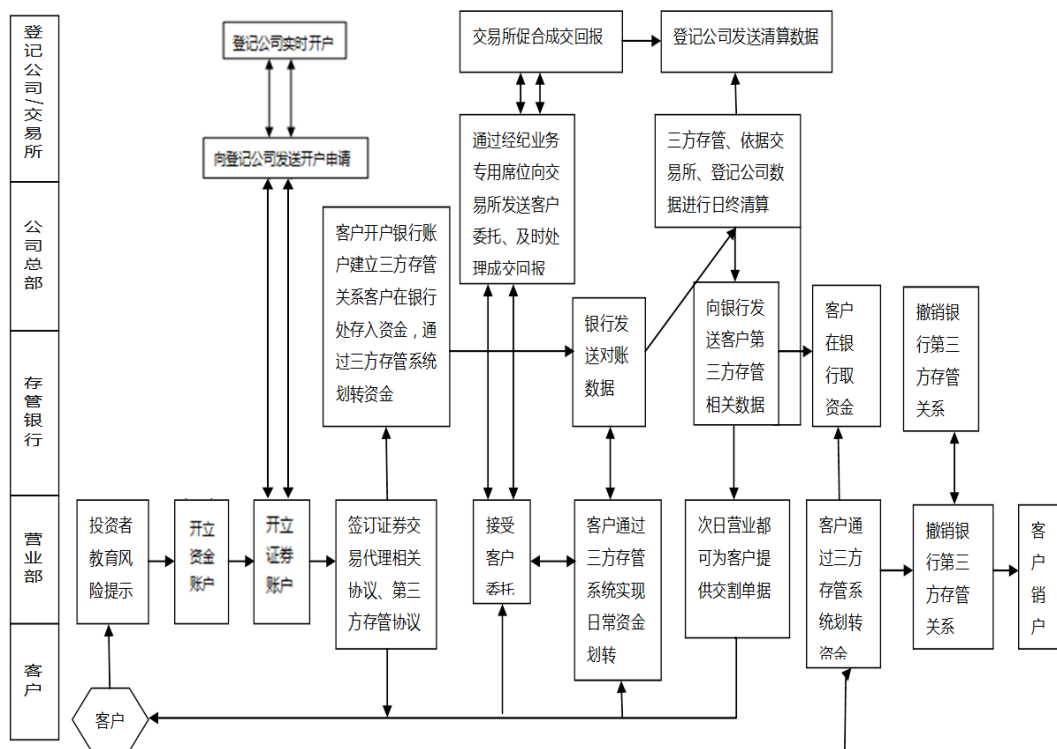 登记公司/交易所
公司总部
存管银行
营业部
客户
登记公司实时开户
向登记公司发送开户申请
交易所促合成交回报
登记公司发送清算数据
通过经纪业务
专用席位向交
易所发送客户
委托、及时处
理成交回报
三方存管、依据交
易所、登记公司数
据进行日终清算
客户开户银行账
户建立三方存管
关系客户在银行
处存入资金，通
过三方存管系统
划转资金
银行发
送对账
数据
向银行发
送客户第
三方存管
相关数据
客户
在银
行取
资金
撤销银
行第三
方存管
关系
投资者
教育风
险提示
开立
资金
账户
开立
证券
账户
签订证券交
易代理相关
协议、第三
方存管协议
接受
客户
委托
客户通过
三方存管
系统实现
日常资金
划转
次日营业都
可为客户提
供交割单据
客户通
过三方
存管系
统划转
资金
撤销银
行第三
方存管
关系
客户销户
客户